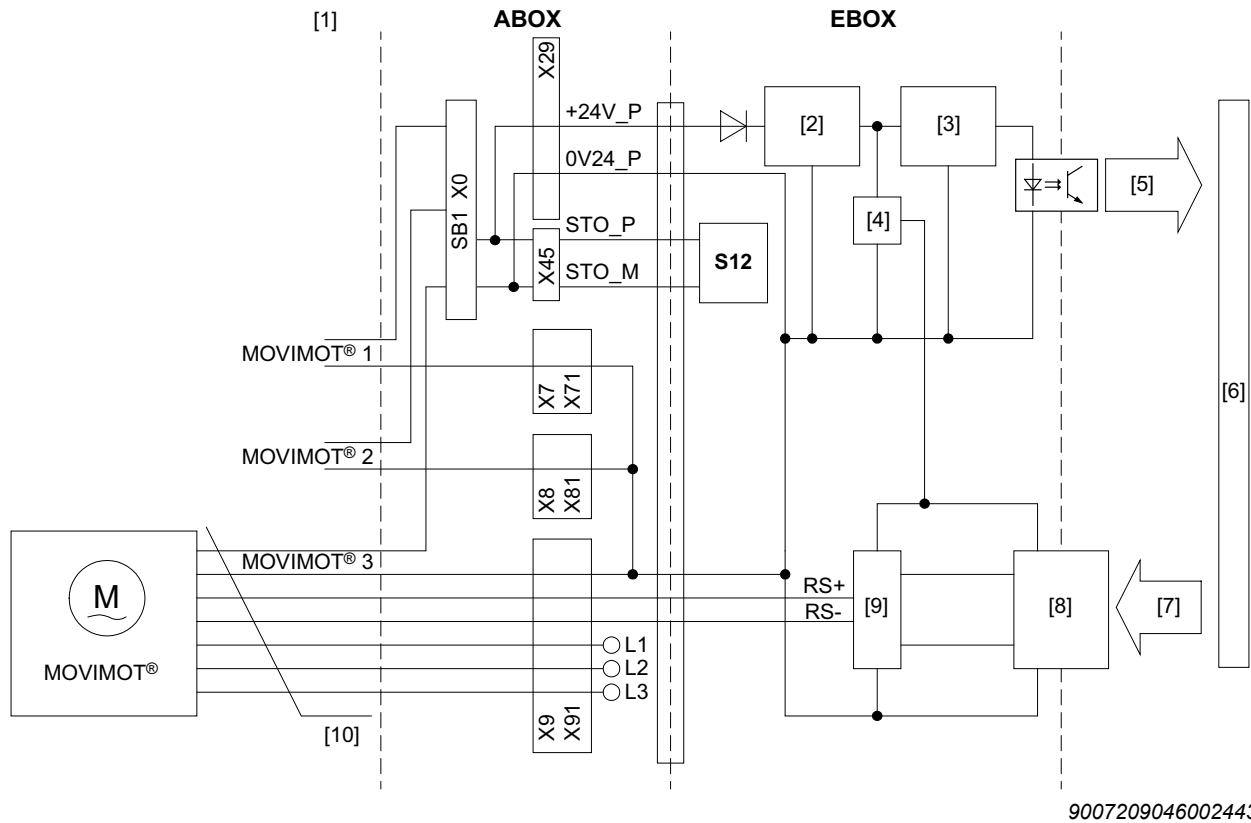 [1]
ABOX
EBOX
X29
+24V_P
[2]
[3]
0V24_P
[5]
SB1 X0
[4]
STO_P
X45
S12
STO_M
MOVIMOT® 1
X7
X71
[6]
MOVIMOT® 2
X8
X81
MOVIMOT® 3
M
RS+
[9]
[8]
[7]
RS-
L1
MOVIMOT®
L2
L3
X9
X91
[10]
9007209046002443